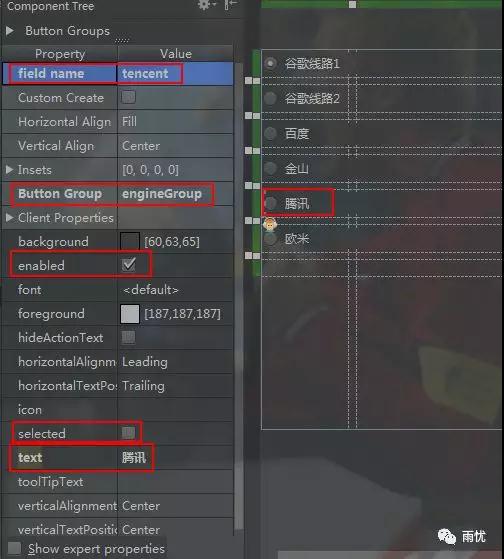 Component Tree
Button Groups
Property Value
field name tencent
Custom Create
Horizontal Align Fill
Vertical Align Center
Insets [0, 0, 0, 0]
Button Group engineGroup
Client Properties
background [60,63,65]
enabled
font <default>
foreground [187,187,187]
hideActionText
horizontalAlignm Leading
horizontalTextPos Trailing
icon
selected
text 腾讯
toolTipText
verticalAlignment Center
verticalTextPositi Center
Show expert properties
谷歌线路1
谷歌线路2
百度
金山
腾讯
欧米
雨忧